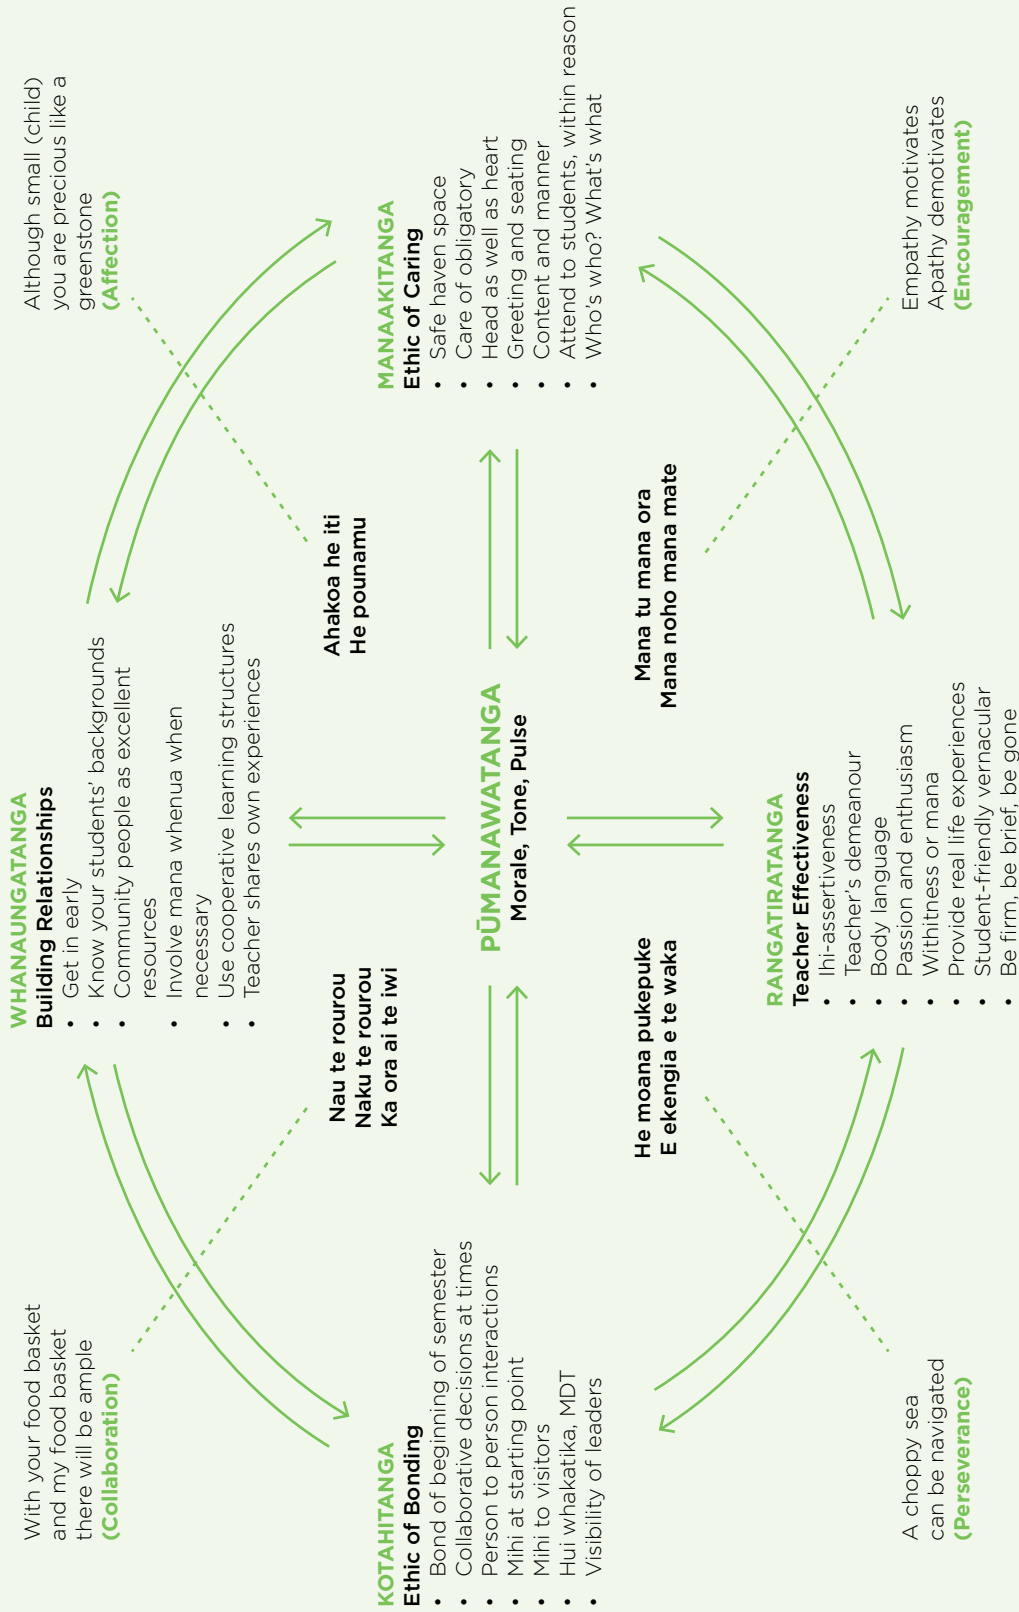 With your food basket
and my food basket
there will be ample
(Collaboration)
WHANAUNGATANGA
Building Relationships
• Get in early
• Know your students’ backgrounds
• Community people as excellent
resources
• Involve mana whenua when
necessary
• Use cooperative learning structures
• Teacher shares own experiences
Although small (child)
you are precious like a
greenstone
(Affection)
Nau te rourou
Naku te rourou
Ka ora ai te iwi
Ahakoa he iti
He pounamu
KOTAHITANGA
Ethic of Bonding
• Bond of beginning of semester
• Collaborative decisions at times
• Person to person interactions
• Mihi at starting point
• Mihi to visitors
• Hui whakatika, MDT
• Visibility of leaders
PŪMANAWATANGA
Morale, Tone, Pulse
MANAAKITANGA
Ethic of Caring
• Safe haven space
• Care of obligatory
• Head as well as heart
• Greeting and seating
• Content and manner
• Attend to students, within reason
• Who’s who? What’s what
He moana pukepuke
E ekengia e te waka
Mana tu mana ora
Mana noho mana mate
A choppy sea
can be navigated
(Perseverance)
RANGATIRATANGA
Teacher Effectiveness
• Ihi-assertiveness
• Teacher’s demeanour
• Body language
• Passion and enthusiasm
• Withitness or mana
• Provide real life experiences
• Student-friendly vernacular
• Be firm, be brief, be gone
Empathy motivates
Apathy demotivates
(Encouragement)